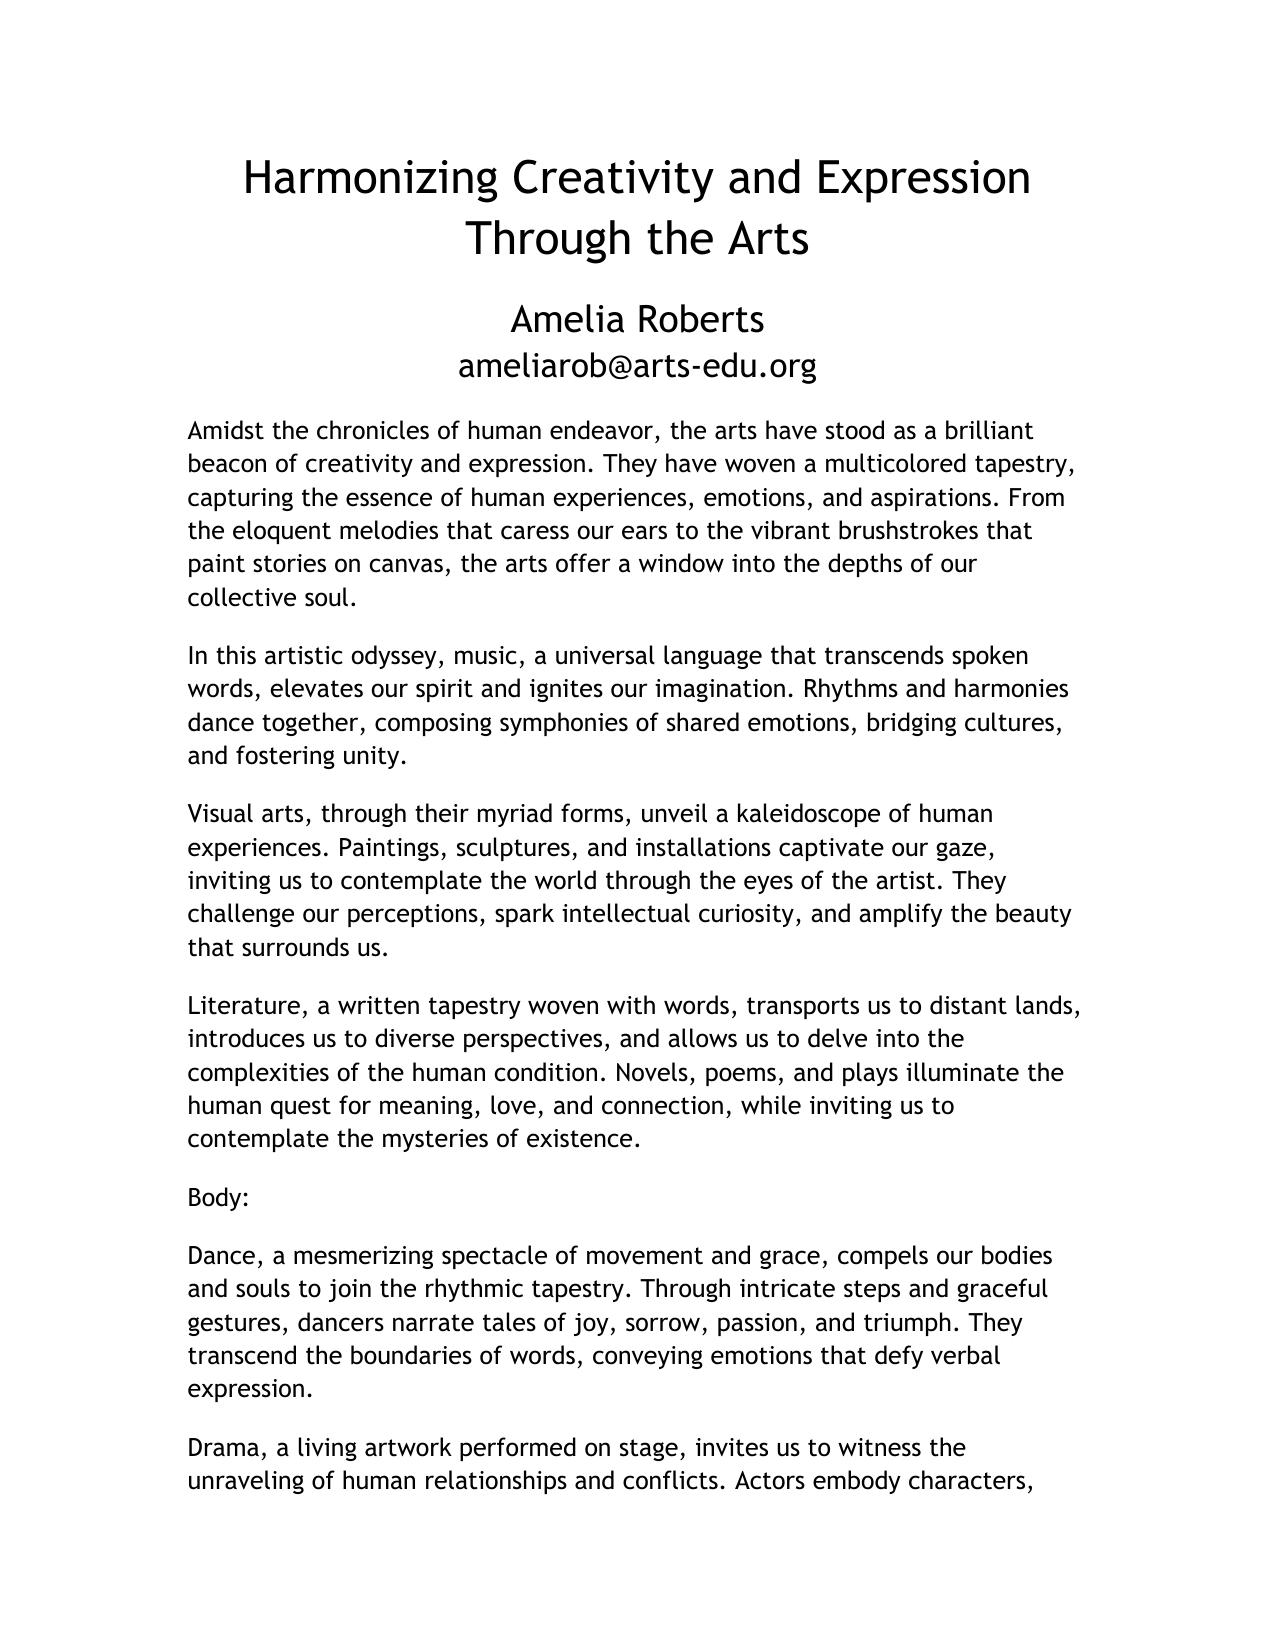 Harmonizing Creativity and Expression
Through the Arts
Amelia Roberts
ameliarob@arts-edu.org
Amidst the chronicles of human endeavor, the arts have stood as a brilliant
beacon of creativity and expression. They have woven a multicolored tapestry,
capturing the essence of human experiences, emotions, and aspirations. From
the eloquent melodies that caress our ears to the vibrant brushstrokes that
paint stories on canvas, the arts offer a window into the depths of our
collective soul.
In this artistic odyssey, music, a universal language that transcends spoken
words, elevates our spirit and ignites our imagination. Rhythms and harmonies
dance together, composing symphonies of shared emotions, bridging cultures,
and fostering unity.
Visual arts, through their myriad forms, unveil a kaleidoscope of human
experiences. Paintings, sculptures, and installations captivate our gaze,
inviting us to contemplate the world through the eyes of the artist. They
challenge our perceptions, spark intellectual curiosity, and amplify the beauty
that surrounds us.
Literature, a written tapestry woven with words, transports us to distant lands,
introduces us to diverse perspectives, and allows us to delve into the
complexities of the human condition. Novels, poems, and plays illuminate the
human quest for meaning, love, and connection, while inviting us to
contemplate the mysteries of existence.
Body:
Dance, a mesmerizing spectacle of movement and grace, compels our bodies
and souls to join the rhythmic tapestry. Through intricate steps and graceful
gestures, dancers narrate tales of joy, sorrow, passion, and triumph. They
transcend the boundaries of words, conveying emotions that defy verbal
expression.
Drama, a living artwork performed on stage, invites us to witness the
unraveling of human relationships and conflicts. Actors embody characters,